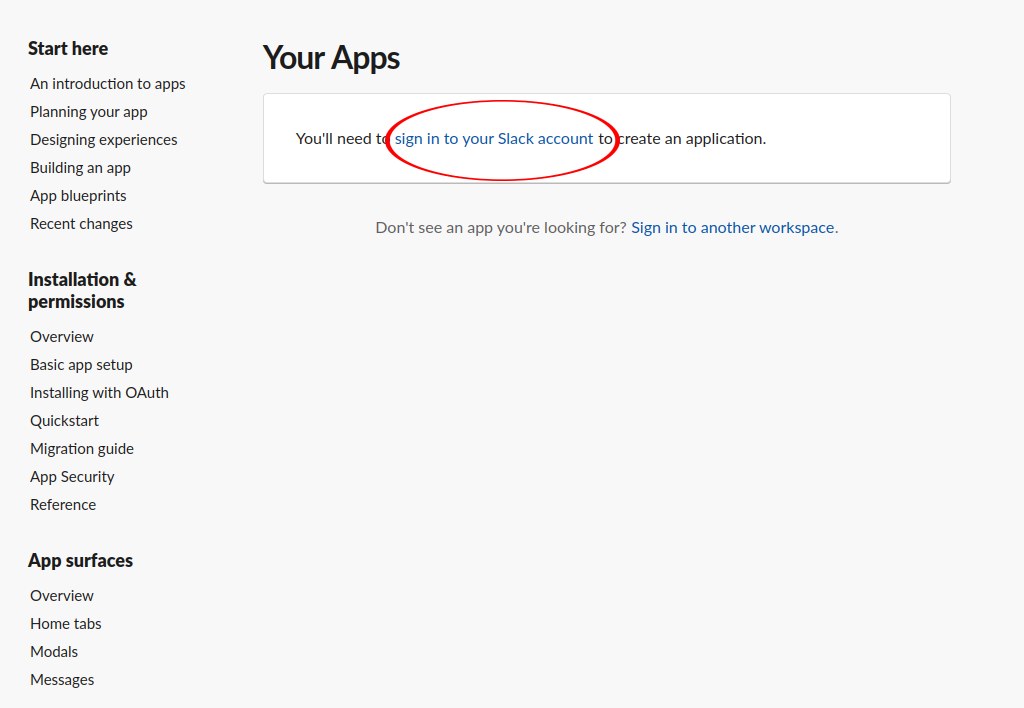 Start here
An introduction to apps
Planning your app
Designing experiences
Building an app
App blueprints
Recent changes
Installation &
permissions
Overview
Basic app setup
Installing with OAuth
Quickstart
Migration guide
App Security
Reference
App surfaces
Overview
Home tabs
Modals
Messages
Your Apps
You'll need to sign in to your Slack account to create an application.
Don't see an app you're looking for? Sign in to another workspace.